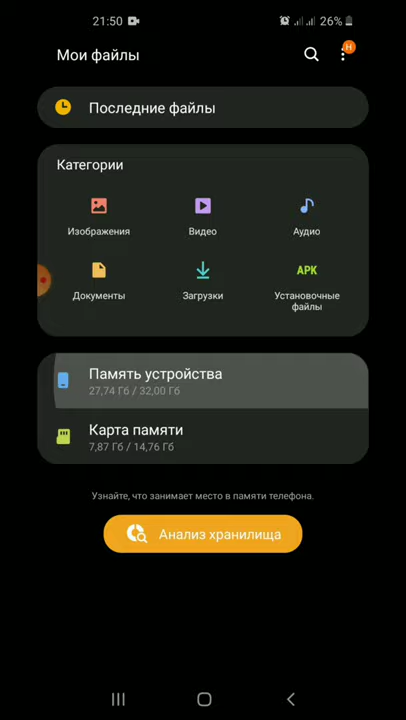 21:50 26%
Мои файлы Н
Последние файлы
Категории
Изображения Видео Аудио
APK
Документы Загрузки Установочные
файлы
Память устройства
27,74 Гб / 32,00 Гб
Карта памяти
7,87 Гб / 14,76 Гб
Узнайте, что занимает место в памяти телефона.
Анализ хранилища